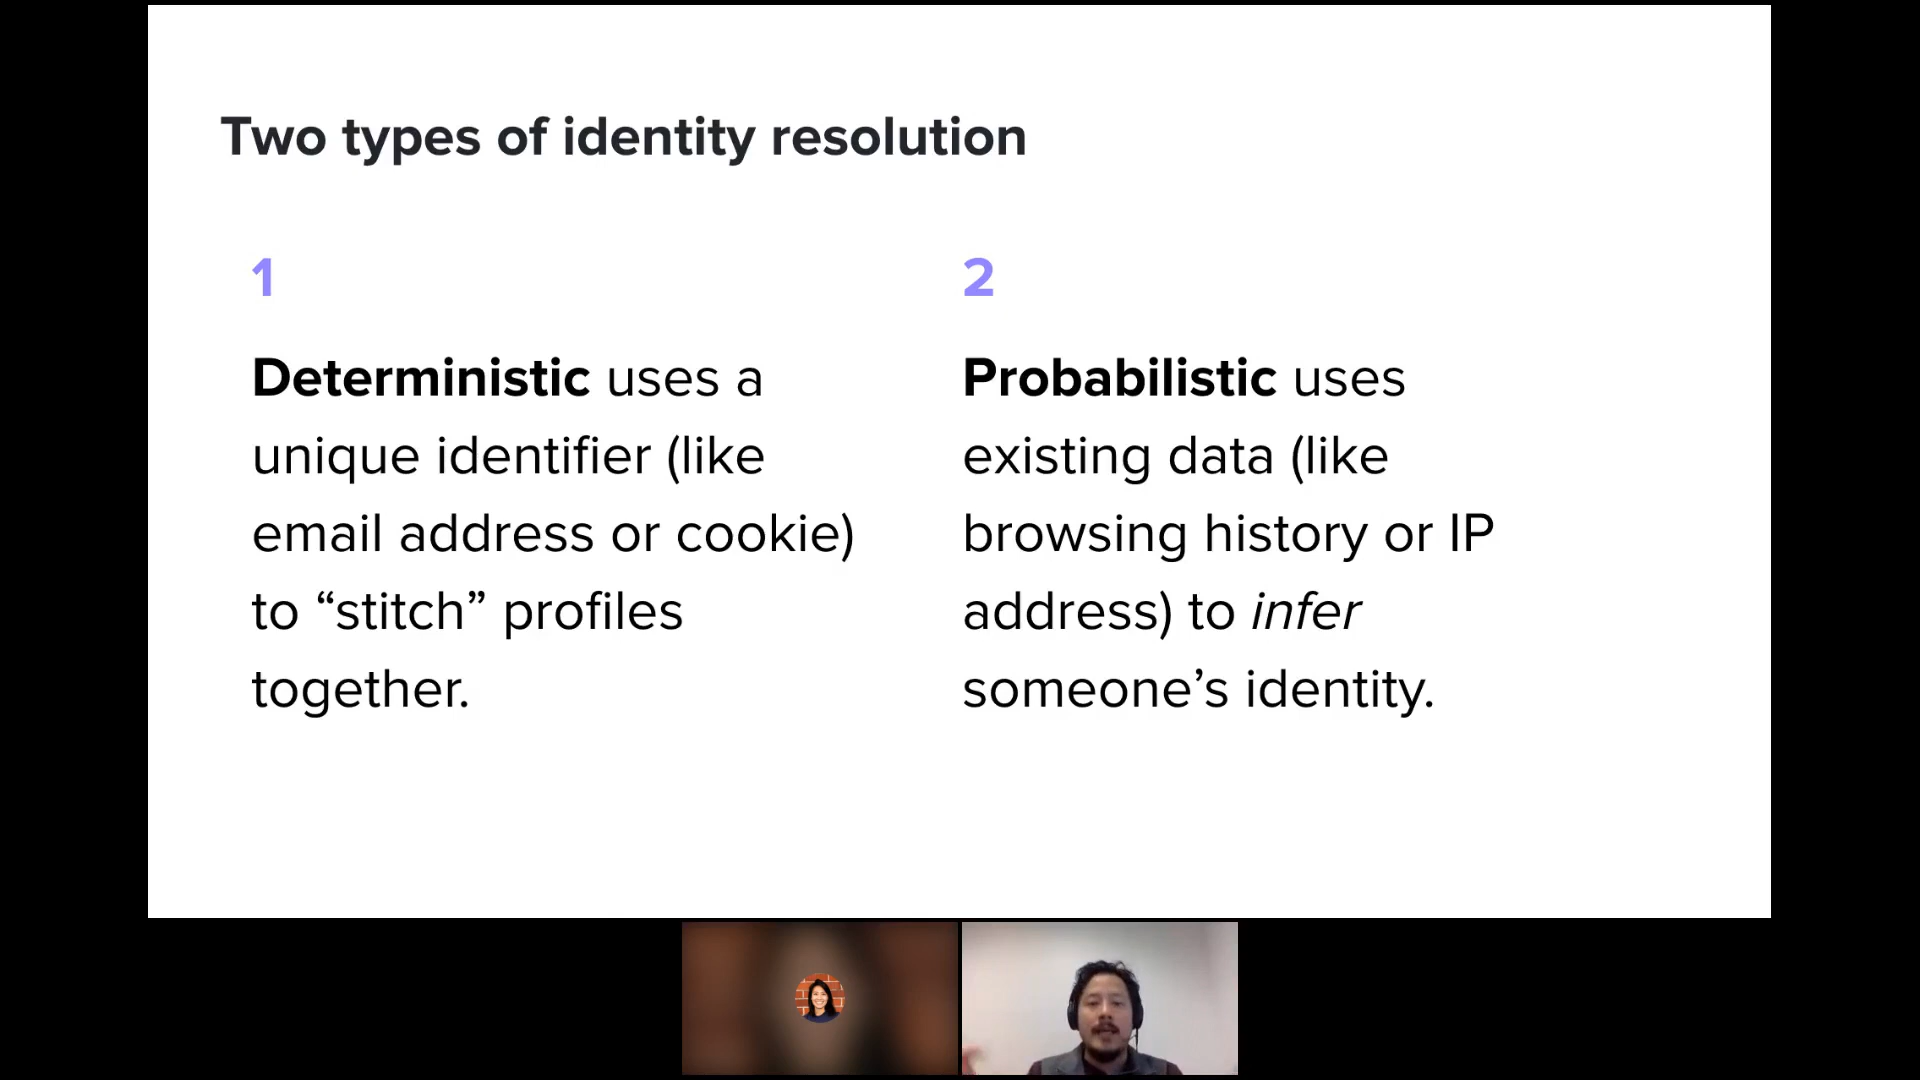 Two types of identity resolution
1
Deterministic uses a
unique identifier (like
email address or cookie)
to “stitch” profiles
together.
2
Probabilistic uses
existing data (like
browsing history or IP
address) to infer
someone’s identity.